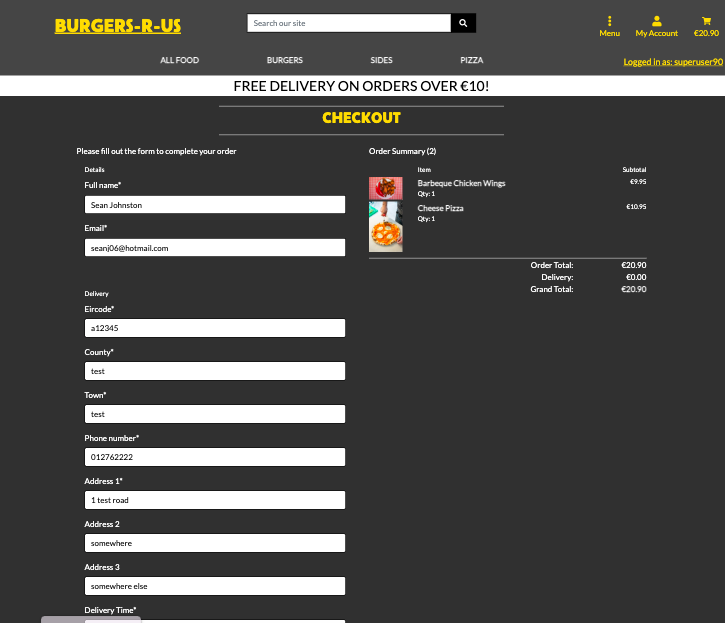 BURGERS-R-US
Search our site
Menu
My Account
€20.90
ALL FOOD
BURGERS
SIDES
PIZZA
Logged in as: superuser90
FREE DELIVERY ON ORDERS OVER €10!
CHECKOUT
Please fill out the form to complete your order
Details
Full name*
Sean Johnston
Email*
seanj06@hotmail.com
Delivery
Eircode*
a12345
County*
test
Town*
test
Phone number*
012762222
Address 1*
1 test road
Address 2
somewhere
Address 3
somewhere else
Delivery Time*
Order Summary (2)
Item Subtotal
Barbeque Chicken Wings €9.95
Qty: 1
Cheese Pizza €10.95
Qty: 1
Order Total: €20.90
Delivery: €0.00
Grand Total: €20.90